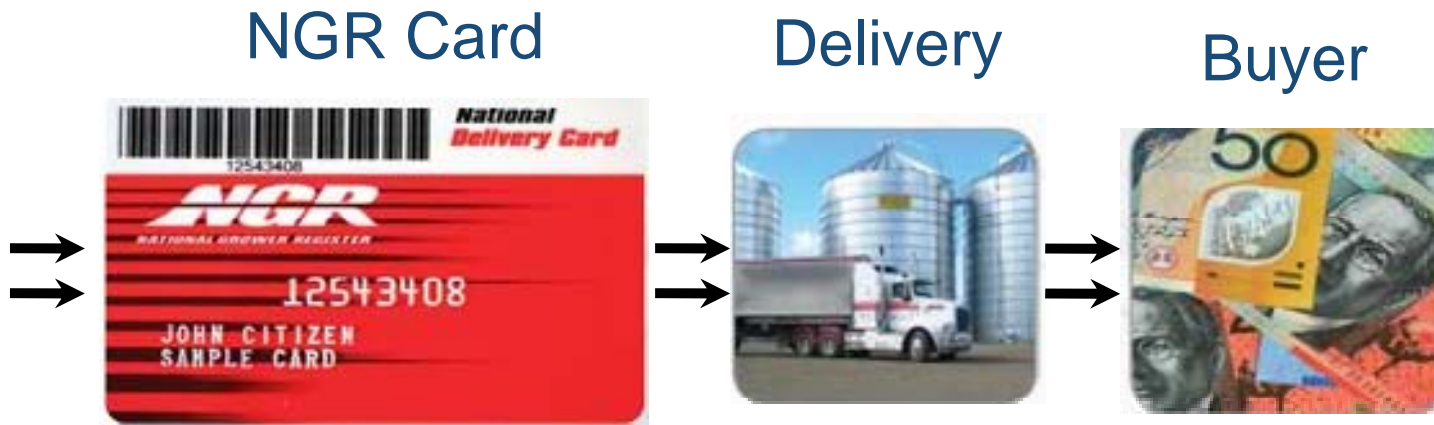 NGR Card
Delivery
Buyer
National
Delivery Card
12543408
NGR
NATIONAL GROWER REGISTER
12543408
JOHN CITIZEN
SAMPLE CARD
50